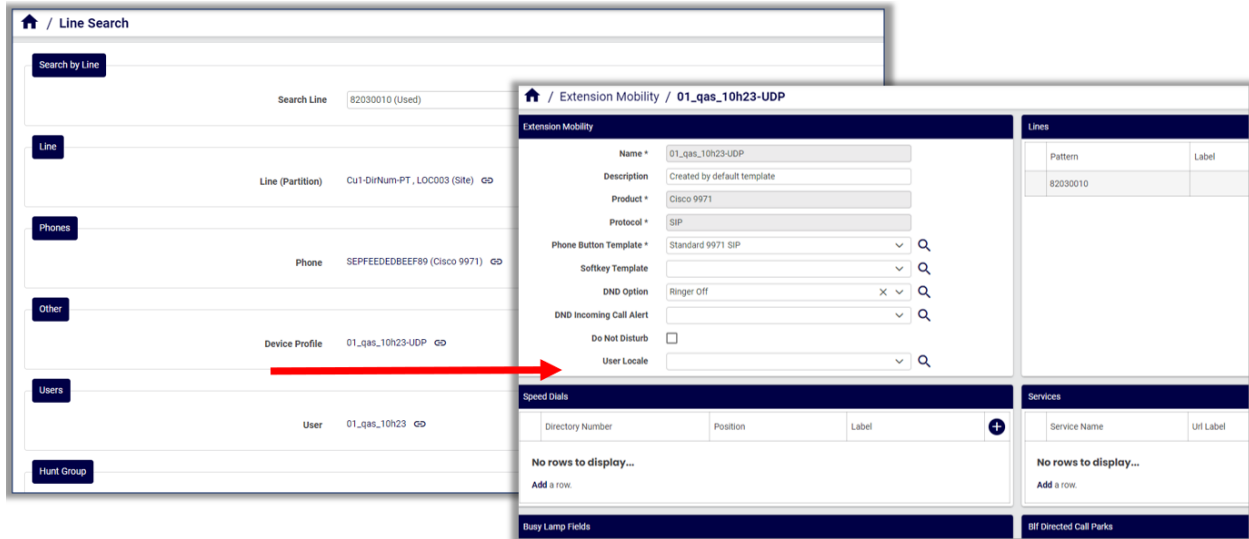 / Line Search
Search by Line
Search Line 82030010 (Used)
Line
Line (Partition) Cu1-DirNum-PT , LOC003 (Site)
Phones
Phone SEPFEEDEDBEEF89 (Cisco 9971)
Other
Device Profile 01_qas_10h23-UDP
Users
User 01_qas_10h23
Hunt Group
/ Extension Mobility / 01_qas_10h23-UDP
Extension Mobility
Name * 01_qas_10h23-UDP
Description Created by default template
Product * Cisco 9971
Protocol * SIP
Phone Button Template * Standard 9971 SIP
Softkey Template
DND Option Ringer Off
DND Incoming Call Alert
Do Not Disturb
User Locale
Lines
Pattern Label
82030010
Speed Dials
Directory Number Position Label
No rows to display...
Add a row.
Services
Service Name Url Label
No rows to display...
Add a row.
Busy Lamp Fields
Blf Directed Call Parks